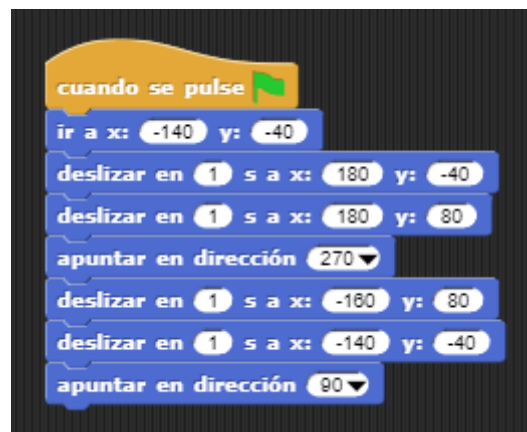 cuando se pulse
ir a x: -140 y: -40
deslizar en 1 s a x: 180 y: -40
deslizar en 1 s a x: 180 y: 80
apuntar en dirección 270
deslizar en 1 s a x: -160 y: 80
deslizar en 1 s a x: -140 y: -40
apuntar en dirección 90